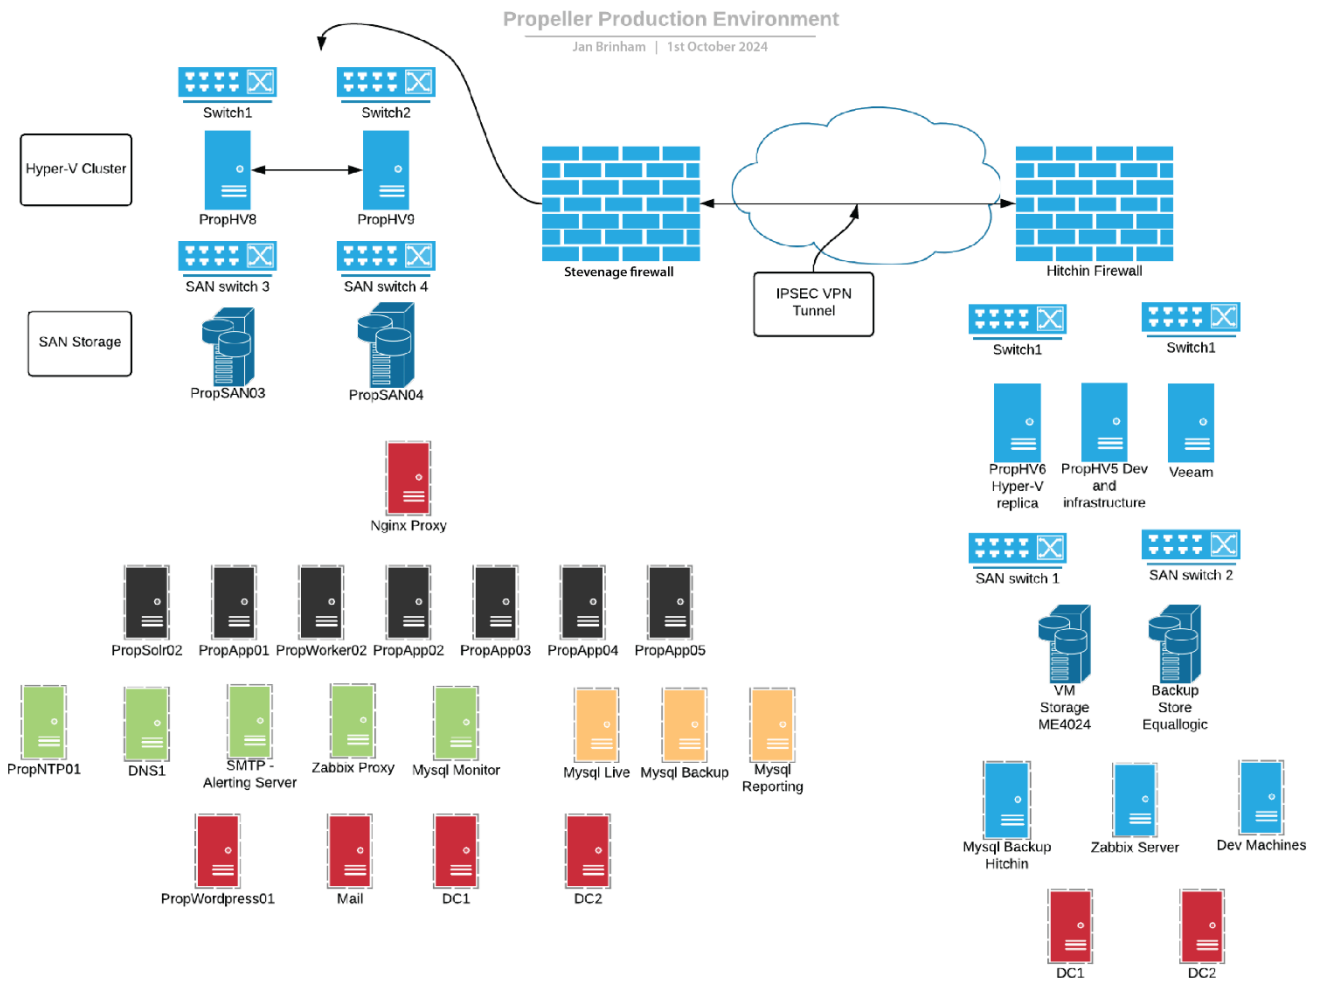 Propeller Production Environment
Jan Brinham | 1st October 2024
Switch1
Switch2
Hyper-V Cluster
PropHV8
PropHV9
Stevenage firewall
Hitchin Firewall
IPSEC VPN
Tunnel
SAN switch 3
SAN switch 4
SAN Storage
PropSAN03
PropSAN04
Switch1
Switch1
PropHV6
Hyper-V
replica
PropHV5 Dev
and
infrastructure
Veeam
Nginx Proxy
SAN switch 1
SAN switch 2
PropSolr02
PropApp01
PropWorker02
PropApp02
PropApp03
PropApp04
PropApp05
VM
Storage
ME4024
Backup
Store
Equallogic
PropNTP01
DNS1
SMTP -
Alerting Server
Zabbix Proxy
Mysql Monitor
Mysql Live
Mysql Backup
Mysql
Reporting
Mysql Backup
Hitchin
Zabbix Server
Dev Machines
PropWordpress01
Mail
DC1
DC2
DC1
DC2